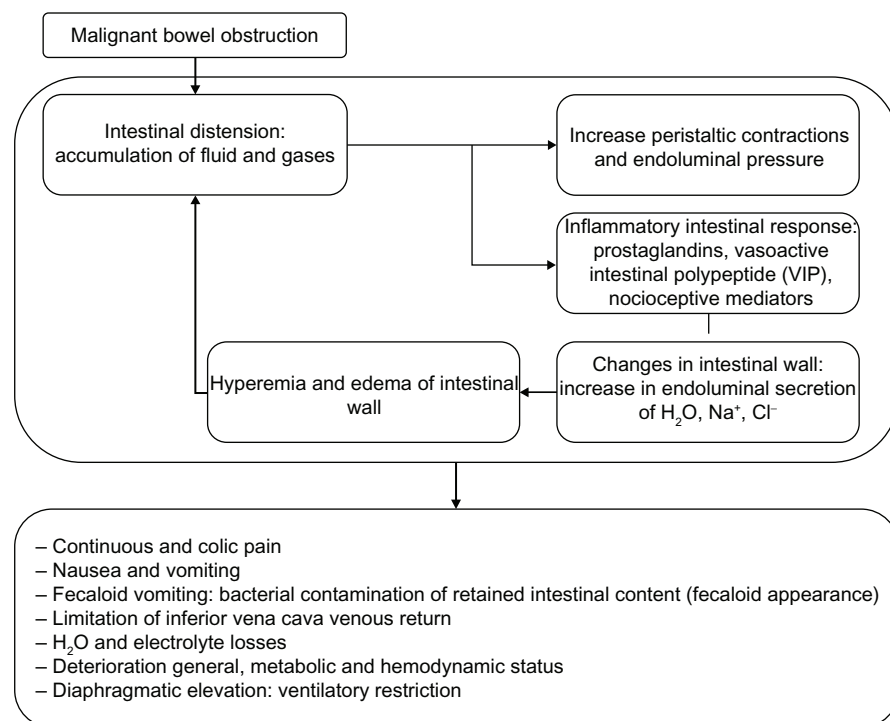 Malignant bowel obstruction
Intestinal distension:
accumulation of fluid and gases
Increase peristaltic contractions
and endoluminal pressure
Inflammatory intestinal response:
prostaglandins, vasoactive
intestinal polypeptide (VIP),
nocioceptive mediators
Changes in intestinal wall:
increase in endoluminal secretion
of H₂O, Na⁺, Cl⁻
Hyperemia and edema of intestinal
wall
– Continuous and colic pain
– Nausea and vomiting
– Fecaloid vomiting: bacterial contamination of retained intestinal content (fecaloid appearance)
– Limitation of inferior vena cava venous return
– H₂O and electrolyte losses
– Deterioration general, metabolic and hemodynamic status
– Diaphragmatic elevation: ventilatory restriction